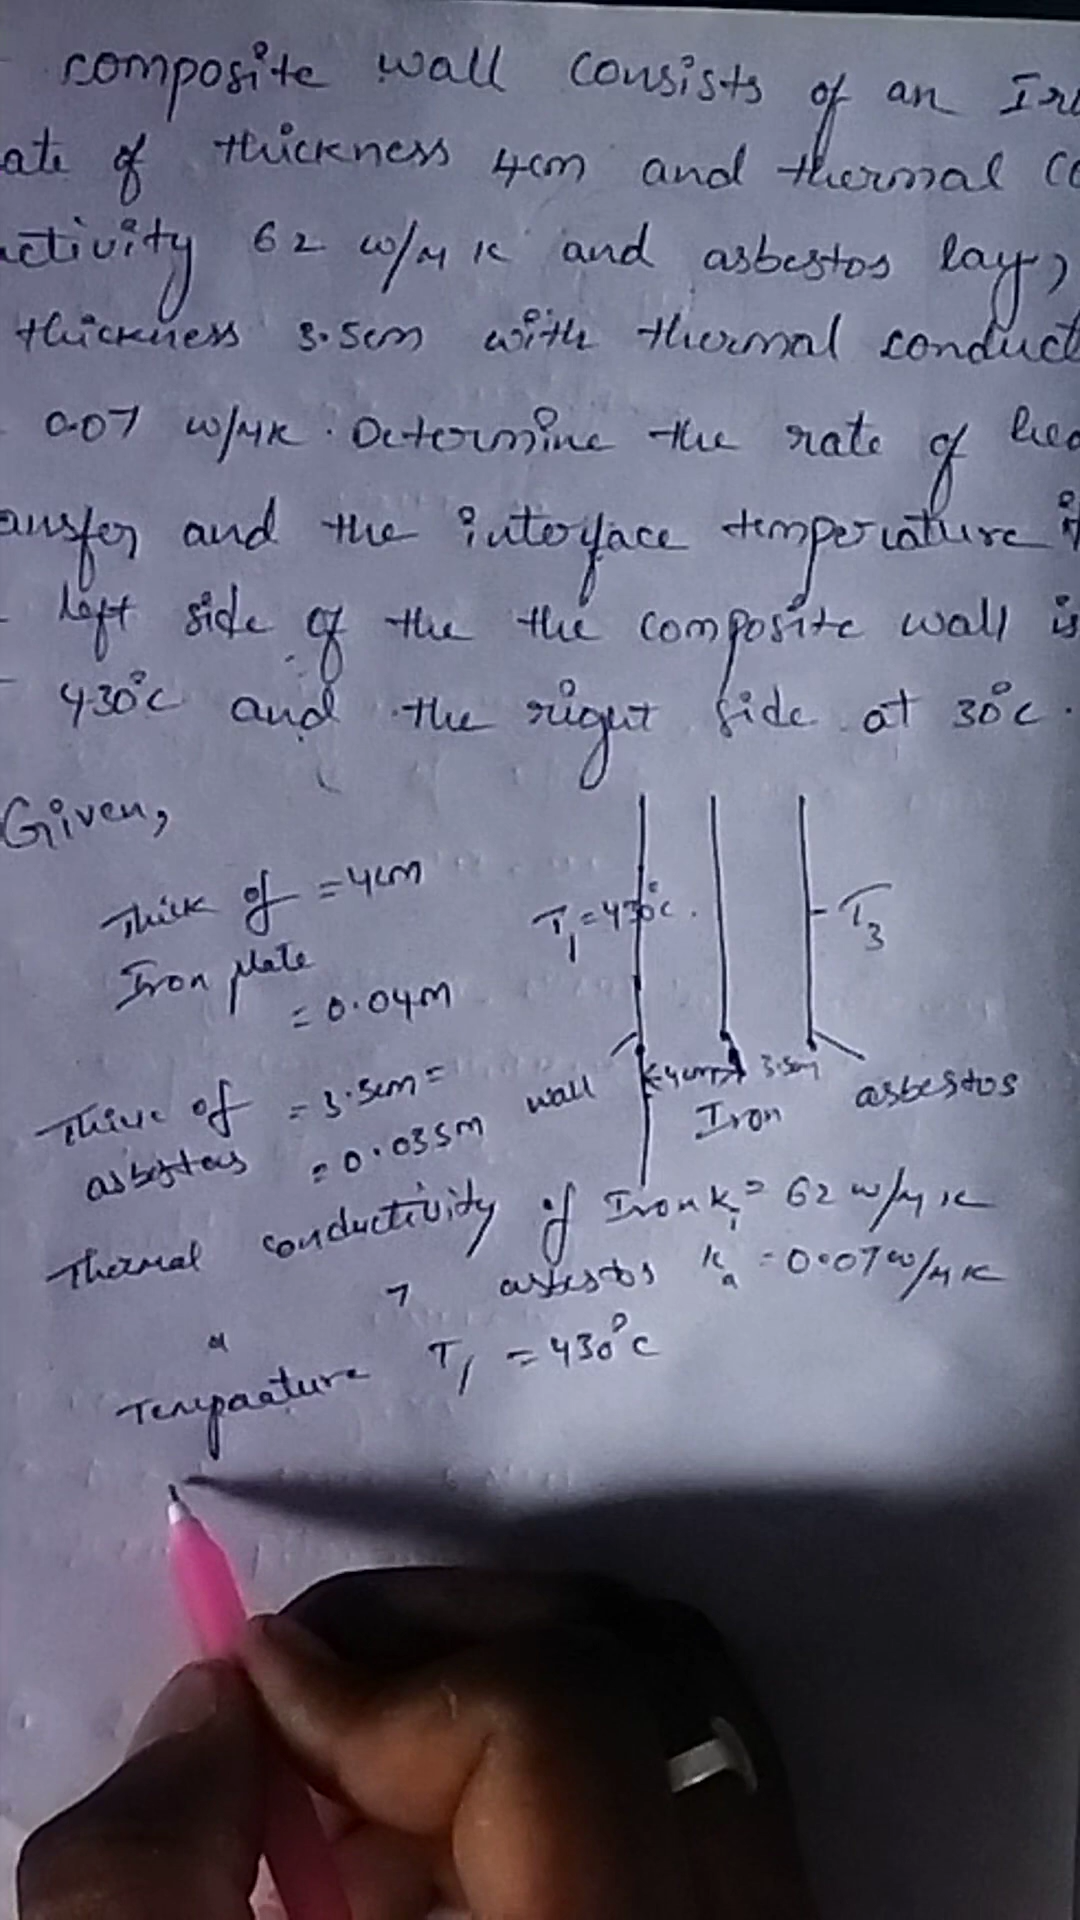 composite wall consists of an Iro
ate of thickness 4cm and thermal Co
ctivity 62 w/mk and asbestos lay,
thickness 3.5cm with thermal conduct
0.07 w/mk. Determine the rate of hea
ansfer and the interface temperature if
left side of the the composite wall is
430°c and the right side at 30°c.
Given,
Thick of = 4cm
Iron plate
= 0.04m
T₁ = 430°c.
T₃
Thick of = 3.5cm =
asbestos = 0.035m
wall
4cm 3.5cm
Iron
asbestos
Thermal conductivity of Iron k₁ = 62 w/mk
" " asbestos kₐ = 0.07 w/mk
Tempaature T₁ = 430°c